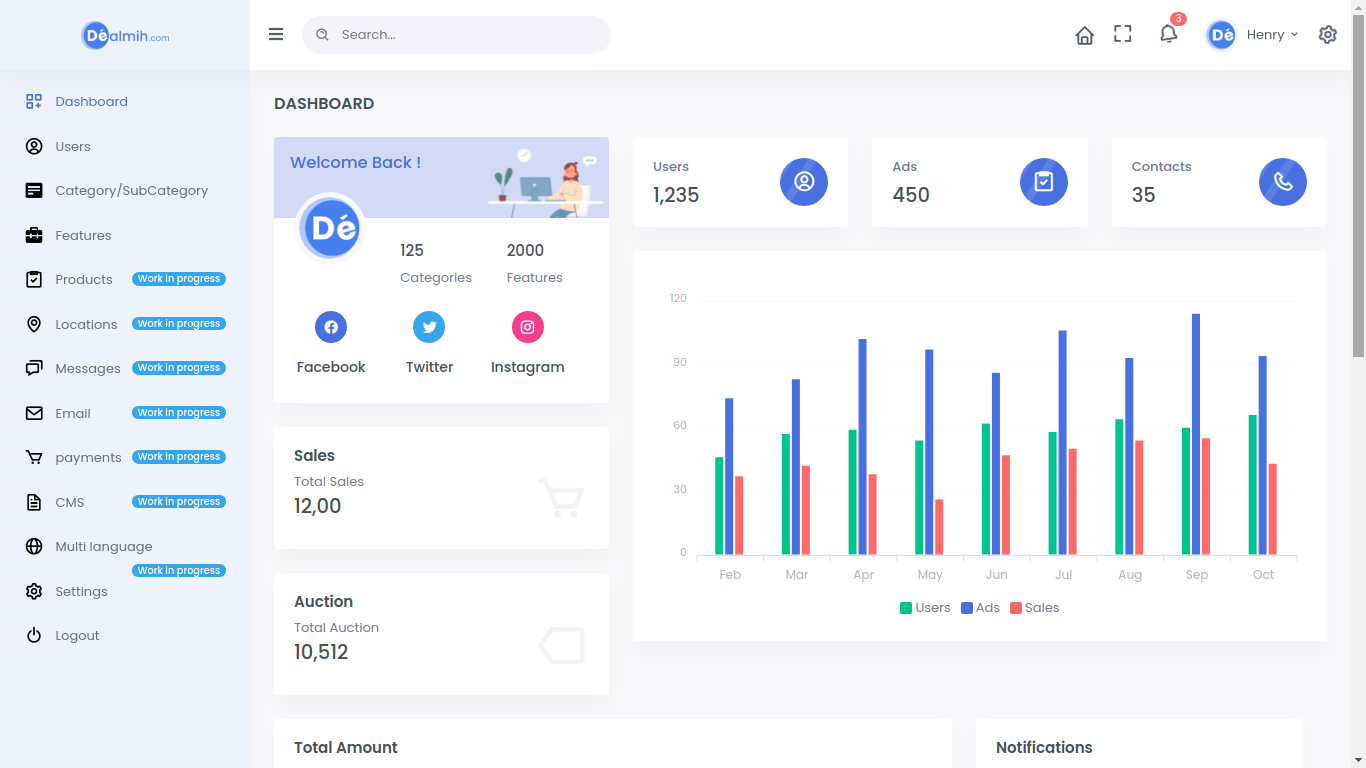 Déalmih.com
Search...
3
Dé
Henry
Dashboard
Users
Category/SubCategory
Features
Products Work in progress
Locations Work in progress
Messages Work in progress
Email Work in progress
payments Work in progress
CMS Work in progress
Multi language
Work in progress
Settings
Logout
DASHBOARD
Welcome Back !
Dé
125
Categories
2000
Features
Facebook
Twitter
Instagram
Users
1,235
Ads
450
Contacts
35
120
90
60
30
0
Feb Mar Apr May Jun Jul Aug Sep Oct
Users Ads Sales
Sales
Total Sales
12,00
Auction
Total Auction
10,512
Total Amount
Notifications